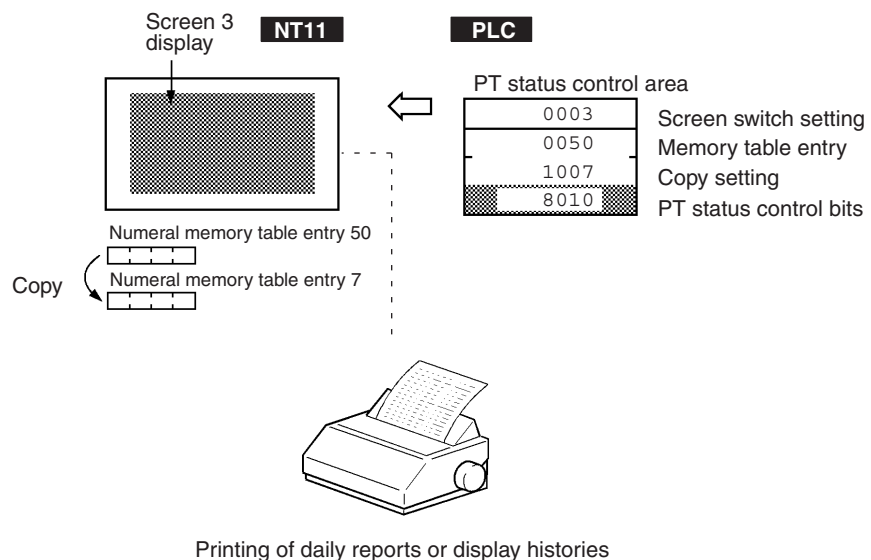 Screen 3
display
NT11
PLC
PT status control area
0003 Screen switch setting
0050 Memory table entry
1007 Copy setting
8010 PT status control bits
Numeral memory table entry 50
Copy
Numeral memory table entry 7
Printing of daily reports or display histories